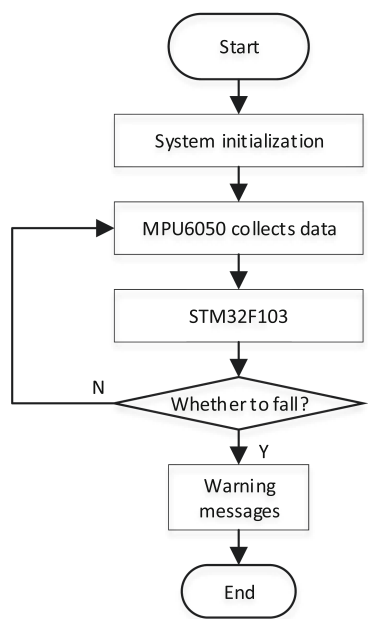 Start
System initialization
MPU6050 collects data
STM32F103
N
Whether to fall?
Y
Warning
messages
End